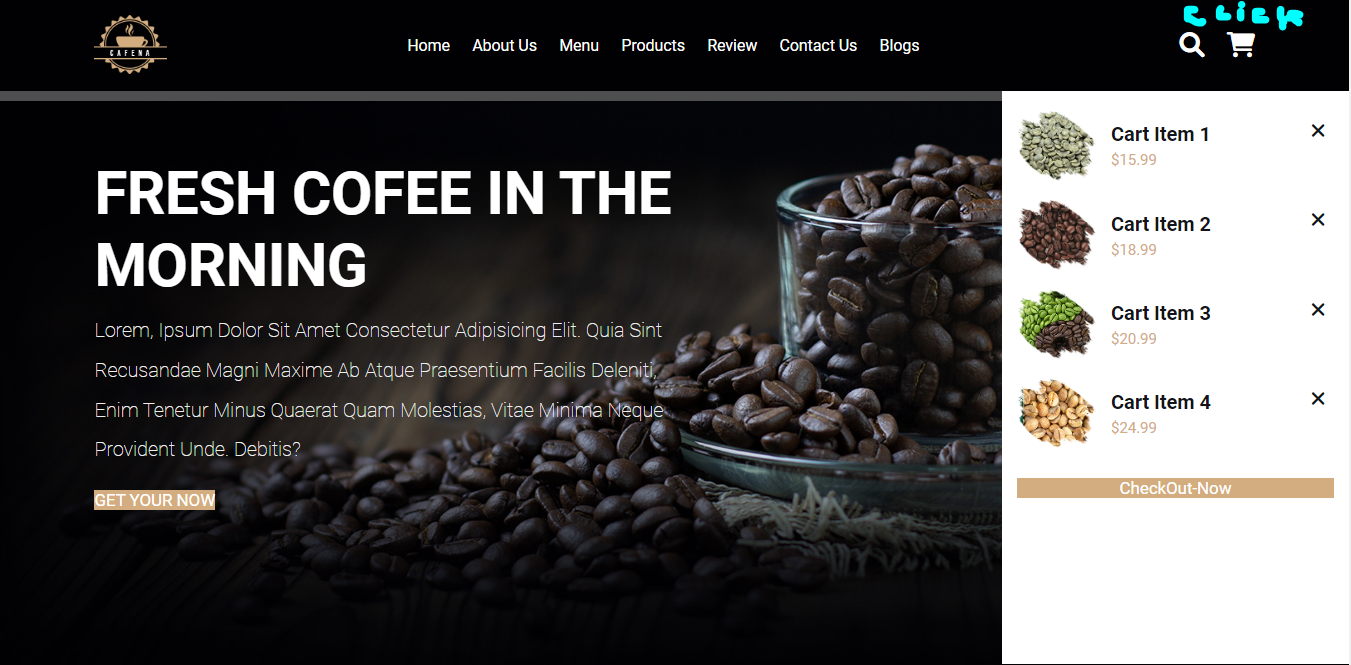 CLICK
CAFENA
Home About Us Menu Products Review Contact Us Blogs
FRESH COFEE IN THE
MORNING
Lorem, Ipsum Dolor Sit Amet Consectetur Adipisicing Elit. Quia Sint
Recusandae Magni Maxime Ab Atque Praesentium Facilis Deleniti,
Enim Tenetur Minus Quaerat Quam Molestias, Vitae Minima Neque
Provident Unde. Debitis?
GET YOUR NOW
Cart Item 1
$15.99
Cart Item 2
$18.99
Cart Item 3
$20.99
Cart Item 4
$24.99
CheckOut-Now